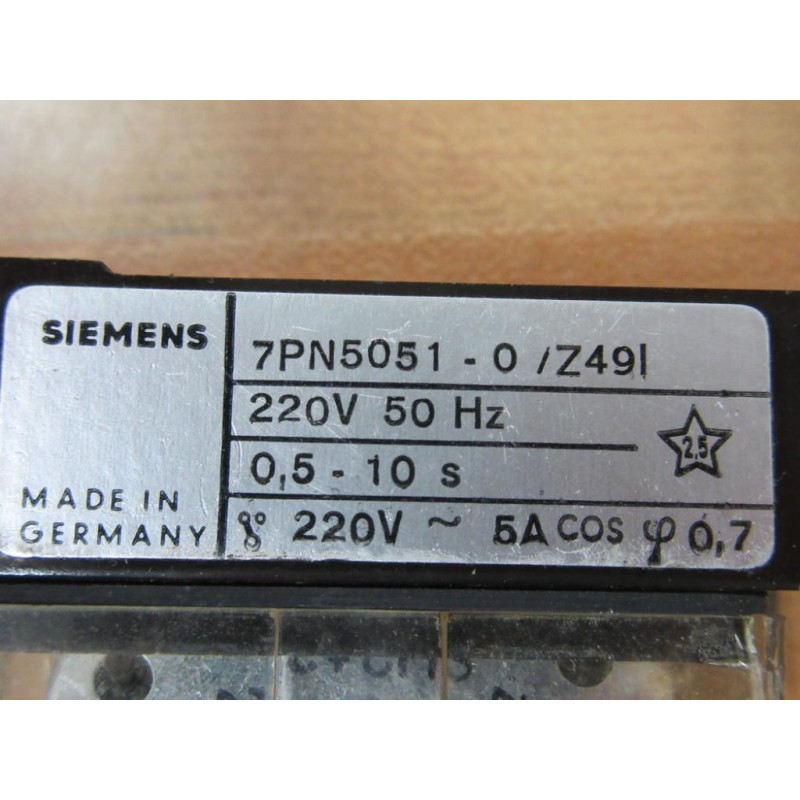 SIEMENS
7PN5051 - 0 /Z49I
220V 50 Hz
2,5
0,5 - 10 s
MADE IN
GERMANY
220V ~ 5A COS φ 0,7